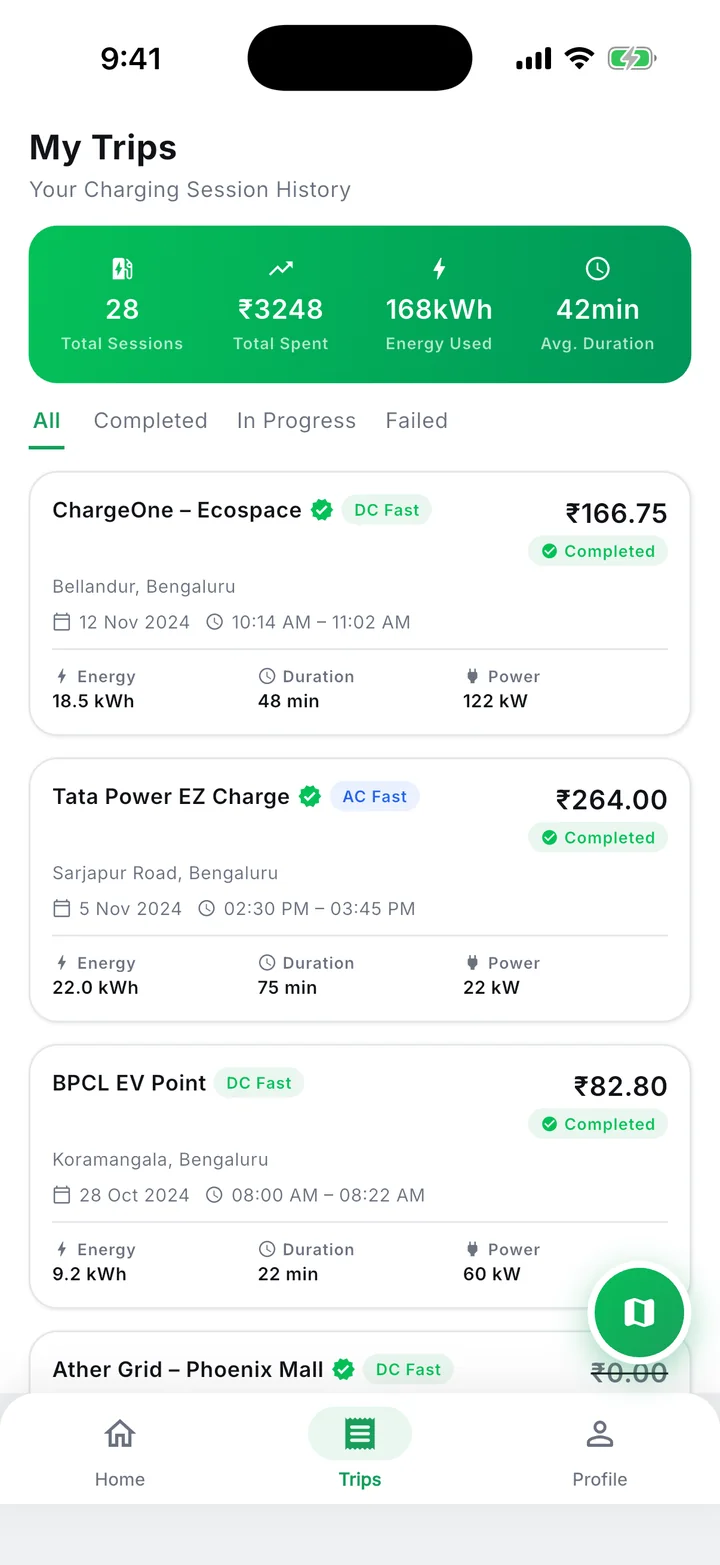 9:41
My Trips
Your Charging Session History
28 ₹3248 168kWh 42min
Total Sessions Total Spent Energy Used Avg. Duration
All Completed In Progress Failed
ChargeOne – Ecospace DC Fast ₹166.75
Completed
Bellandur, Bengaluru
12 Nov 2024 10:14 AM – 11:02 AM
Energy Duration Power
18.5 kWh 48 min 122 kW
Tata Power EZ Charge AC Fast ₹264.00
Completed
Sarjapur Road, Bengaluru
5 Nov 2024 02:30 PM – 03:45 PM
Energy Duration Power
22.0 kWh 75 min 22 kW
BPCL EV Point DC Fast ₹82.80
Completed
Koramangala, Bengaluru
28 Oct 2024 08:00 AM – 08:22 AM
Energy Duration Power
9.2 kWh 22 min 60 kW
Ather Grid – Phoenix Mall DC Fast ₹0.00
Home Trips Profile